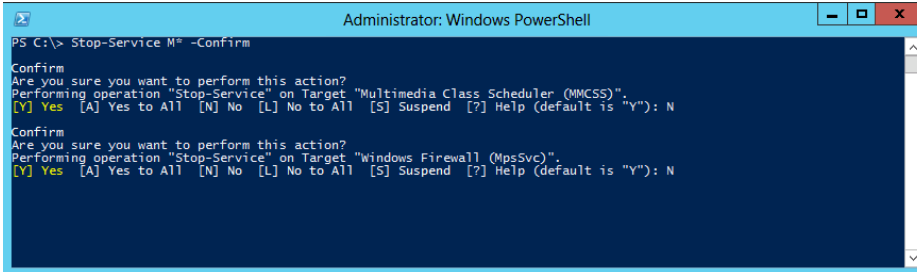 Administrator: Windows PowerShell
PS C:\> Stop-Service M* -Confirm
Confirm
Are you sure you want to perform this action?
Performing operation "Stop-Service" on Target "Multimedia Class Scheduler (MMCSS)".
[Y] Yes  [A] Yes to All  [N] No  [L] No to All  [S] Suspend  [?] Help (default is "Y"): N
Confirm
Are you sure you want to perform this action?
Performing operation "Stop-Service" on Target "Windows Firewall (MpsSvc)".
[Y] Yes  [A] Yes to All  [N] No  [L] No to All  [S] Suspend  [?] Help (default is "Y"): N